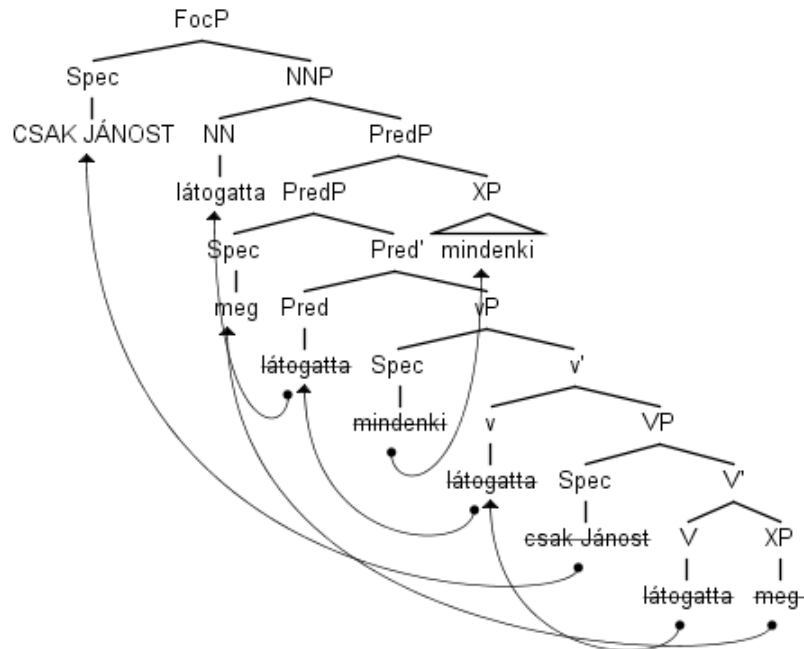 FocP
Spec NNP
CSAK JÁNOST NN PredP
látogatta PredP XP
Spec Pred' mindenki
meg Pred vP
látogatta Spec v'
mindenki v VP
látogatta Spec V'
csak Jánost V XP
látogatta meg